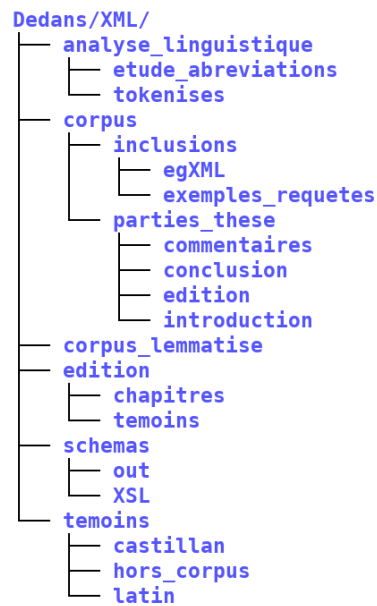 Dedans/XML/
analyse_linguistique
etude_abreviations
tokenises
corpus
inclusions
egXML
exemples_requetes
parties_these
commentaires
conclusion
edition
introduction
corpus_lemmatise
edition
chapitres
temoins
schemas
out
XSL
temoins
castillan
hors_corpus
latin